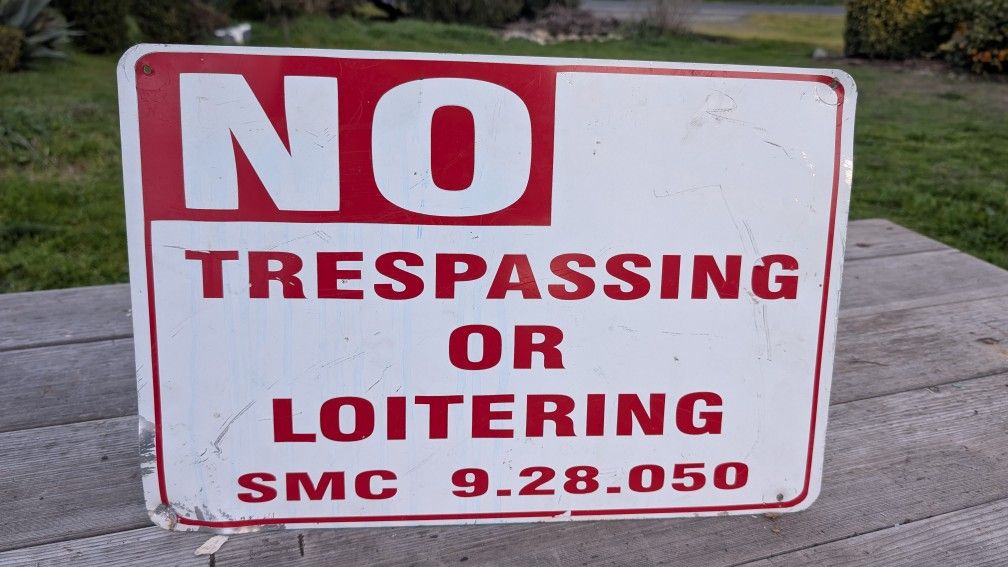 NO
TRESPASSING
OR
LOITERING
SMC 9.28.050